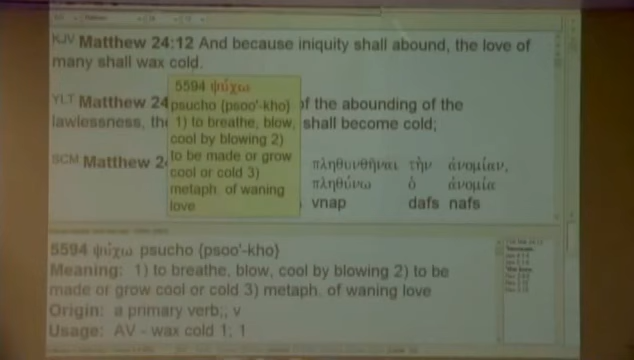 KJV Matthew 24:12 And because iniquity shall abound, the love of
many shall wax cold.
YLT Matthew 24
of the abounding of the
lawlessness, the
shall become cold;
SCM Matthew 24
πληθυνθῆναι τὴν ἀνομίαν,
πληθύνω ὁ ἀνομία
vnap dafs nafs
5594 ψύχω
psucho {psoo'-kho}
1) to breathe, blow,
cool by blowing 2)
to be made or grow
cool or cold 3)
metaph. of waning
love
5594 ψύχω psucho {psoo'-kho}
Meaning: 1) to breathe, blow, cool by blowing 2) to be
made or grow cool or cold 3) metaph. of waning love
Origin: a primary verb;; v
Usage: AV - wax cold 1; 1